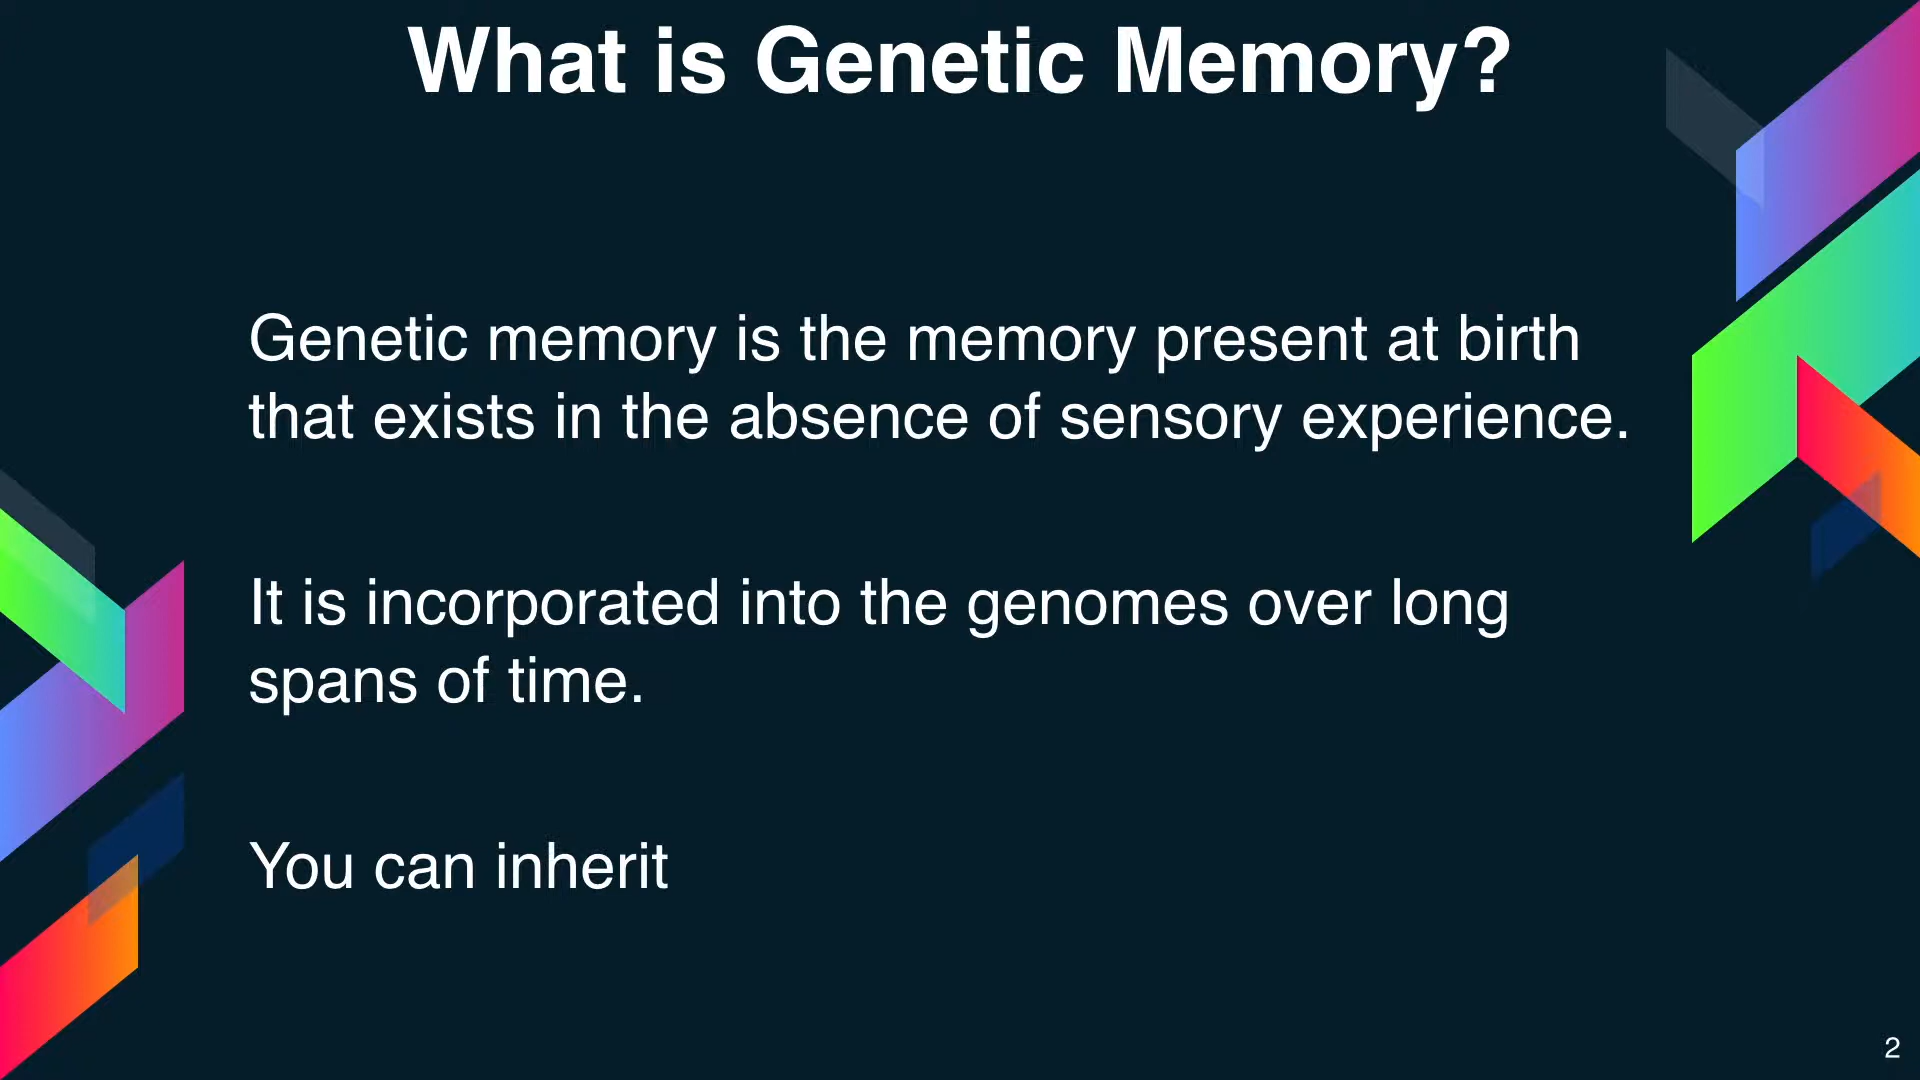 What is Genetic Memory?
Genetic memory is the memory present at birth
that exists in the absence of sensory experience.
It is incorporated into the genomes over long
spans of time.
You can inherit
2